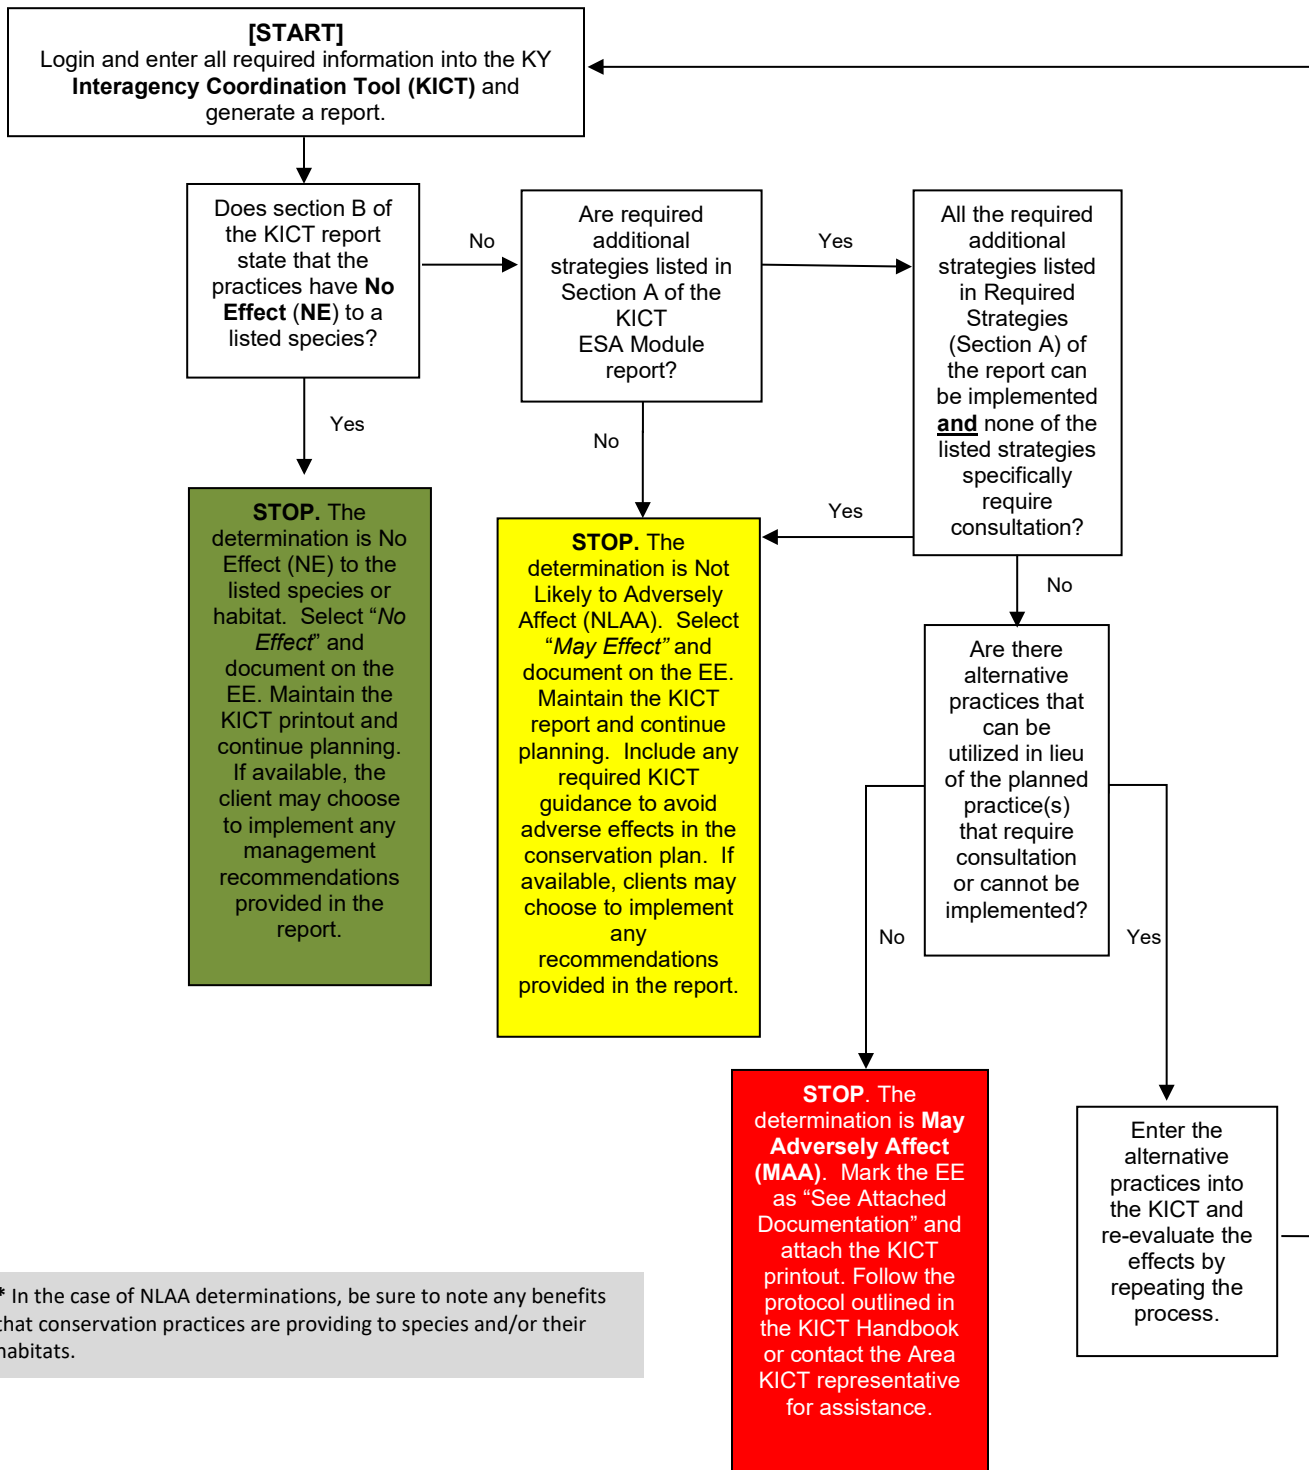 [START]
Login and enter all required information into the KY
Interagency Coordination Tool (KICT) and
generate a report.
Does section B of
the KICT report
state that the
practices have No
Effect (NE) to a
listed species?
No
Are required
additional
strategies listed in
Section A of the
KICT
ESA Module
report?
Yes
All the required
additional
strategies listed
in Required
Strategies
(Section A) of
the report can
be implemented
and none of the
listed strategies
specifically
require
consultation?
Yes
No
Yes
No
STOP. The
determination is No
Effect (NE) to the
listed species or
habitat. Select “No
Effect” and
document on the
EE. Maintain the
KICT printout and
continue planning.
If available, the
client may choose
to implement any
management
recommendations
provided in the
report.
STOP. The
determination is Not
Likely to Adversely
Affect (NLAA). Select
“May Effect” and
document on the EE.
Maintain the KICT
report and continue
planning. Include any
required KICT
guidance to avoid
adverse effects in the
conservation plan. If
available, clients may
choose to implement
any
recommendations
provided in the report.
Are there
alternative
practices that
can be
utilized in lieu
of the planned
practice(s)
that require
consultation
or cannot be
implemented?
No
Yes
STOP. The
determination is May
Adversely Affect
(MAA). Mark the EE
as “See Attached
Documentation” and
attach the KICT
printout. Follow the
protocol outlined in
the KICT Handbook
or contact the Area
KICT representative
for assistance.
Enter the
alternative
practices into
the KICT and
re-evaluate the
effects by
repeating the
process.
* In the case of NLAA determinations, be sure to note any benefits
that conservation practices are providing to species and/or their
habitats.